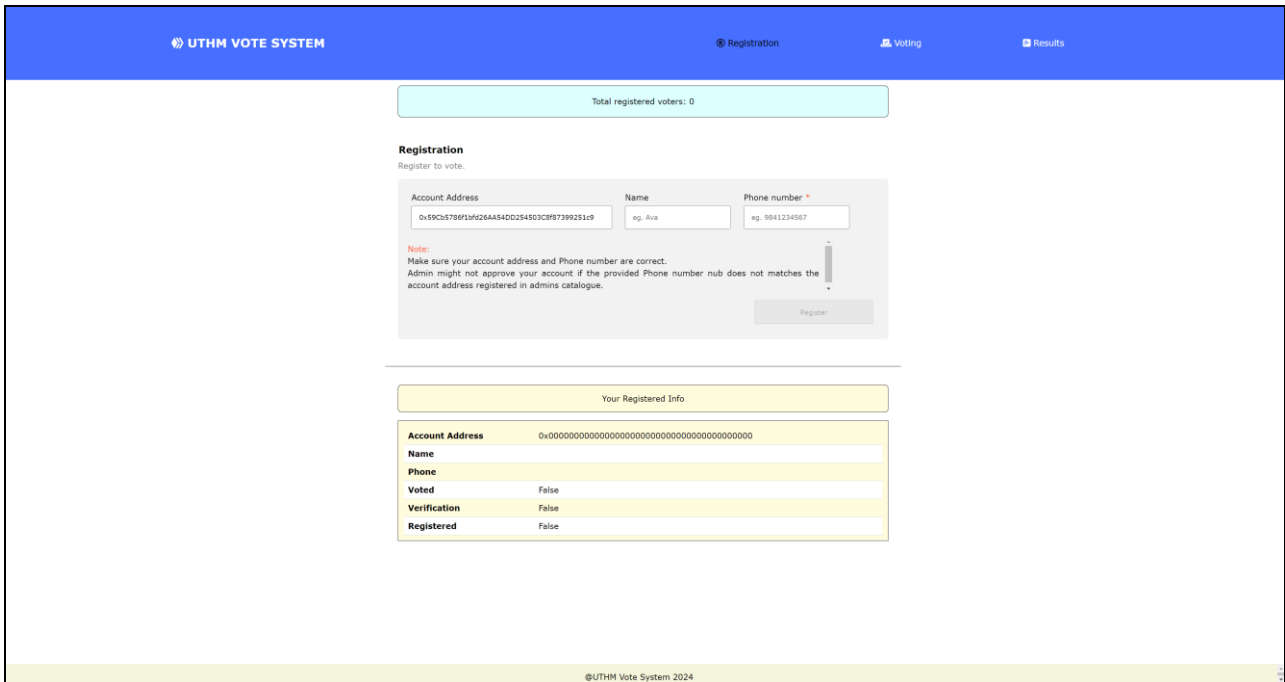 UTHM VOTE SYSTEM
Registration Voting Results
Total registered voters: 0
Registration
Register to vote.
Account Address Name Phone number *
0x59Cb5786f1bfd26AA54DD254503C8f87399251c9 eg. Ava eg. 9841234567
Note:
Make sure your account address and Phone number are correct.
Admin might not approve your account if the provided Phone number nub does not matches the
account address registered in admins catalogue.
Register
Your Registered Info
Account Address 0x0000000000000000000000000000000000000000
Name
Phone
Voted False
Verification False
Registered False
@UTHM Vote System 2024